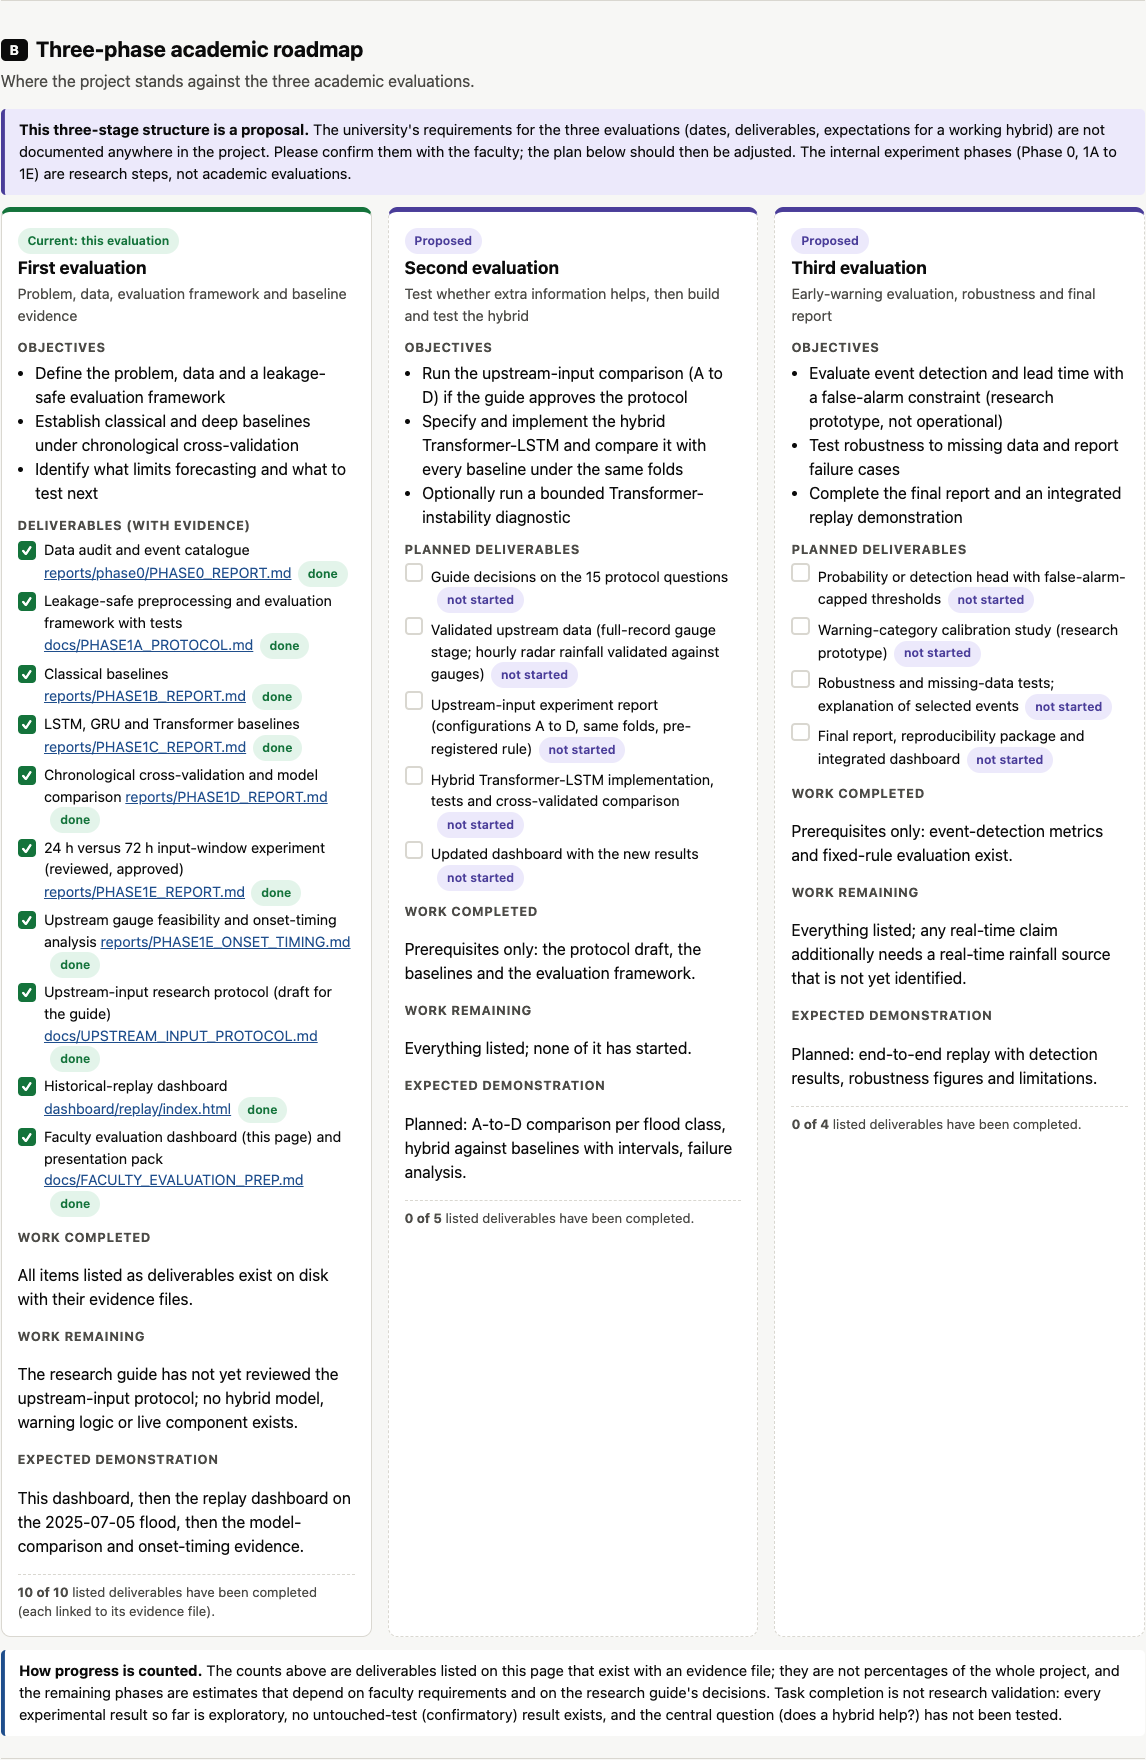 B Three-phase academic roadmap
Where the project stands against the three academic evaluations.
This three-stage structure is a proposal. The university's requirements for the three evaluations (dates, deliverables, expectations for a working hybrid) are not
documented anywhere in the project. Please confirm them with the faculty; the plan below should then be adjusted. The internal experiment phases (Phase 0, 1A to
1E) are research steps, not academic evaluations.
Current: this evaluation
First evaluation
Problem, data, evaluation framework and baseline
evidence
OBJECTIVES
• Define the problem, data and a leakage-
safe evaluation framework
• Establish classical and deep baselines
under chronological cross-validation
• Identify what limits forecasting and what to
test next
DELIVERABLES (WITH EVIDENCE)
Data audit and event catalogue
reports/phase0/PHASE0_REPORT.md done
Leakage-safe preprocessing and evaluation
framework with tests
docs/PHASE1A_PROTOCOL.md done
Classical baselines
reports/PHASE1B_REPORT.md done
LSTM, GRU and Transformer baselines
reports/PHASE1C_REPORT.md done
Chronological cross-validation and model
comparison reports/PHASE1D_REPORT.md
done
24 h versus 72 h input-window experiment
(reviewed, approved)
reports/PHASE1E_REPORT.md done
Upstream gauge feasibility and onset-timing
analysis reports/PHASE1E_ONSET_TIMING.md
done
Upstream-input research protocol (draft for
the guide)
docs/UPSTREAM_INPUT_PROTOCOL.md
done
Historical-replay dashboard
dashboard/replay/index.html done
Faculty evaluation dashboard (this page) and
presentation pack
docs/FACULTY_EVALUATION_PREP.md
done
WORK COMPLETED
All items listed as deliverables exist on disk
with their evidence files.
WORK REMAINING
The research guide has not yet reviewed the
upstream-input protocol; no hybrid model,
warning logic or live component exists.
EXPECTED DEMONSTRATION
This dashboard, then the replay dashboard on
the 2025-07-05 flood, then the model-
comparison and onset-timing evidence.
10 of 10 listed deliverables have been completed
(each linked to its evidence file).
Proposed
Second evaluation
Test whether extra information helps, then build
and test the hybrid
OBJECTIVES
• Run the upstream-input comparison (A to
D) if the guide approves the protocol
• Specify and implement the hybrid
Transformer-LSTM and compare it with
every baseline under the same folds
• Optionally run a bounded Transformer-
instability diagnostic
PLANNED DELIVERABLES
Guide decisions on the 15 protocol questions
not started
Validated upstream data (full-record gauge
stage; hourly radar rainfall validated against
gauges) not started
Upstream-input experiment report
(configurations A to D, same folds, pre-
registered rule) not started
Hybrid Transformer-LSTM implementation,
tests and cross-validated comparison
not started
Updated dashboard with the new results
not started
WORK COMPLETED
Prerequisites only: the protocol draft, the
baselines and the evaluation framework.
WORK REMAINING
Everything listed; none of it has started.
EXPECTED DEMONSTRATION
Planned: A-to-D comparison per flood class,
hybrid against baselines with intervals, failure
analysis.
0 of 5 listed deliverables have been completed.
Proposed
Third evaluation
Early-warning evaluation, robustness and final
report
OBJECTIVES
• Evaluate event detection and lead time with
a false-alarm constraint (research
prototype, not operational)
• Test robustness to missing data and report
failure cases
• Complete the final report and an integrated
replay demonstration
PLANNED DELIVERABLES
Probability or detection head with false-alarm-
capped thresholds not started
Warning-category calibration study (research
prototype) not started
Robustness and missing-data tests;
explanation of selected events not started
Final report, reproducibility package and
integrated dashboard not started
WORK COMPLETED
Prerequisites only: event-detection metrics
and fixed-rule evaluation exist.
WORK REMAINING
Everything listed; any real-time claim
additionally needs a real-time rainfall source
that is not yet identified.
EXPECTED DEMONSTRATION
Planned: end-to-end replay with detection
results, robustness figures and limitations.
0 of 4 listed deliverables have been completed.
How progress is counted. The counts above are deliverables listed on this page that exist with an evidence file; they are not percentages of the whole project, and
the remaining phases are estimates that depend on faculty requirements and on the research guide's decisions. Task completion is not research validation: every
experimental result so far is exploratory, no untouched-test (confirmatory) result exists, and the central question (does a hybrid help?) has not been tested.